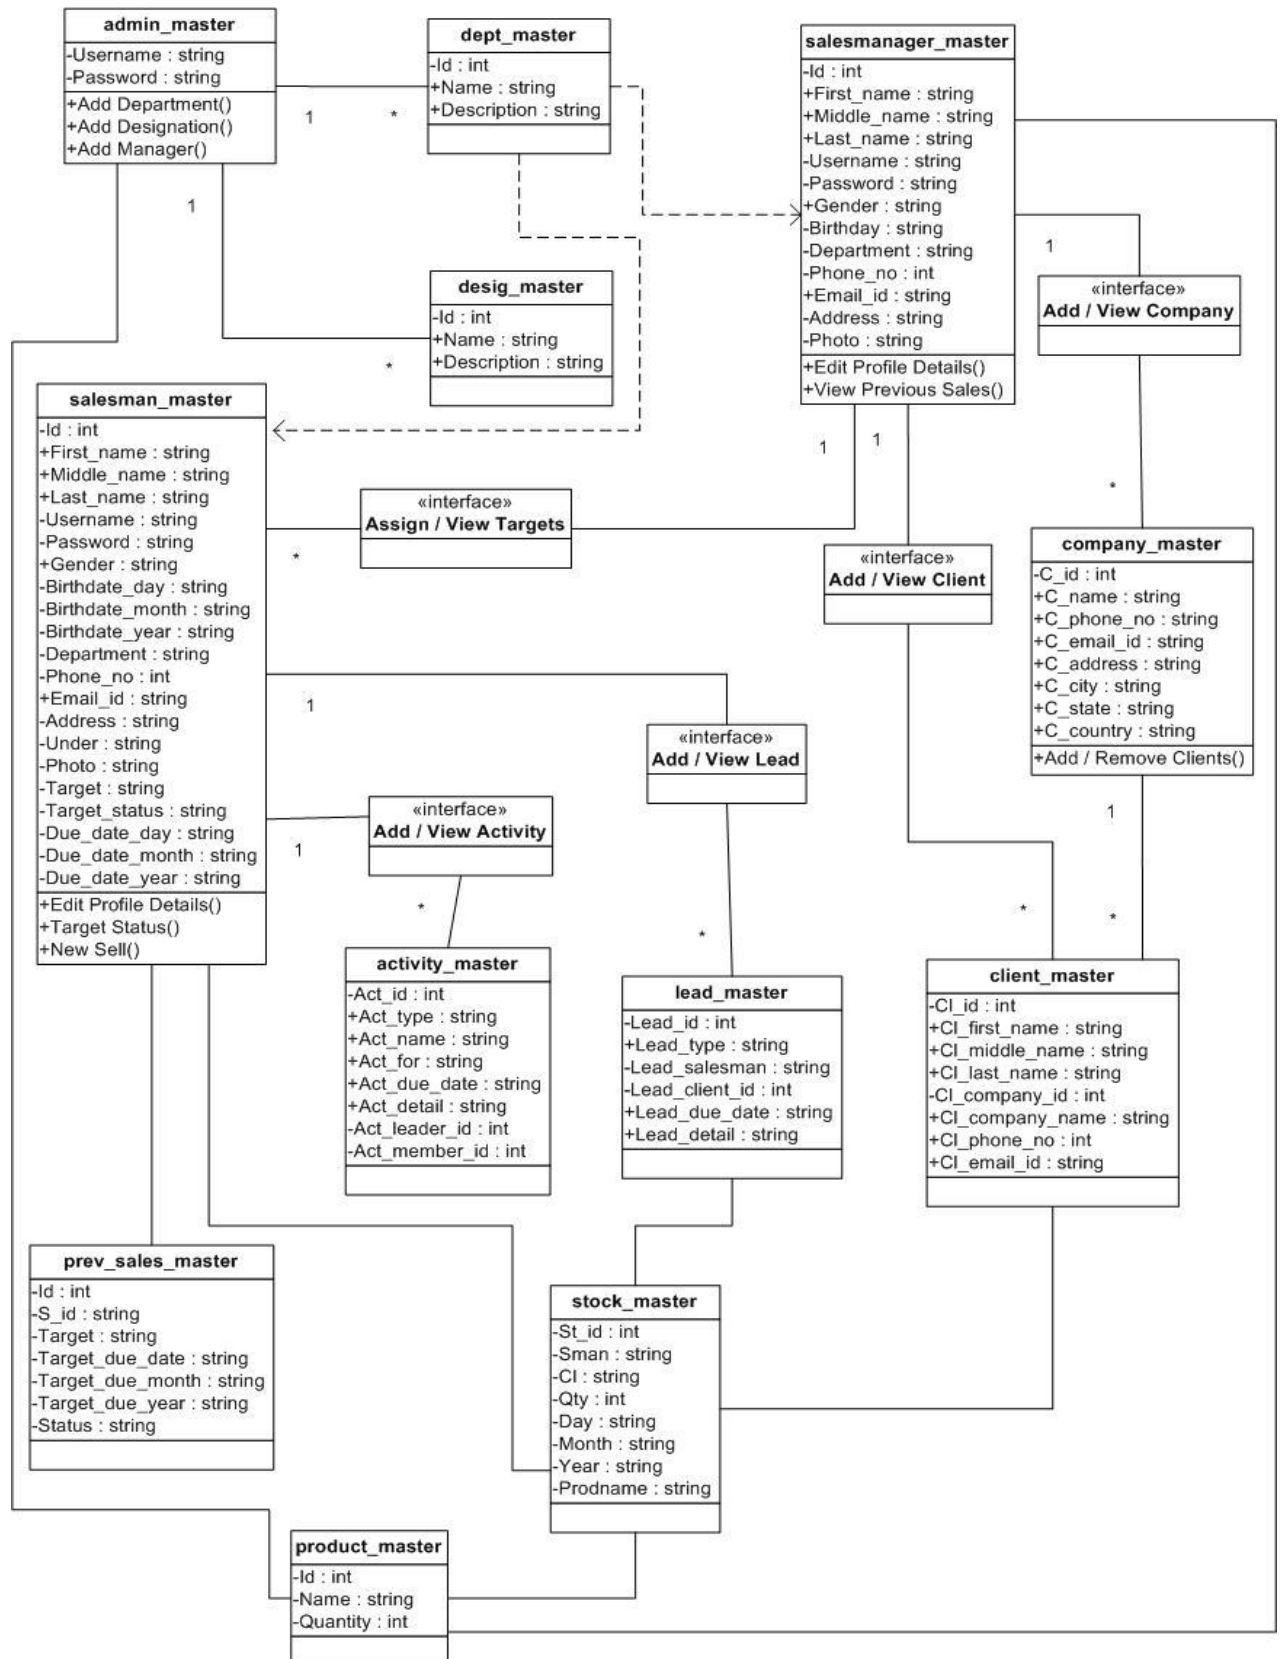 admin_master
-Username : string
-Password : string
+Add Department()
+Add Designation()
+Add Manager()
1
*
1
dept_master
-Id : int
+Name : string
+Description : string
desig_master
-Id : int
+Name : string
+Description : string
*
salesmanager_master
-Id : int
+First_name : string
+Middle_name : string
+Last_name : string
-Username : string
-Password : string
+Gender : string
-Birthday : string
-Department : string
-Phone_no : int
+Email_id : string
-Address : string
-Photo : string
+Edit Profile Details()
+View Previous Sales()
1
«interface»
Add / View Company
*
1
1
salesman_master
-Id : int
+First_name : string
+Middle_name : string
+Last_name : string
-Username : string
-Password : string
+Gender : string
-Birthdate_day : string
-Birthdate_month : string
-Birthdate_year : string
-Department : string
-Phone_no : int
+Email_id : string
-Address : string
-Under : string
-Photo : string
-Target : string
-Target_status : string
-Due_date_day : string
-Due_date_month : string
-Due_date_year : string
+Edit Profile Details()
+Target Status()
+New Sell()
«interface»
Assign / View Targets
*
«interface»
Add / View Client
company_master
-C_id : int
+C_name : string
+C_phone_no : string
+C_email_id : string
+C_address : string
+C_city : string
+C_state : string
+C_country : string
+Add / Remove Clients()
1
1
«interface»
Add / View Lead
«interface»
Add / View Activity
1
*
*
*
*
activity_master
-Act_id : int
+Act_type : string
+Act_name : string
+Act_for : string
+Act_due_date : string
+Act_detail : string
-Act_leader_id : int
-Act_member_id : int
lead_master
-Lead_id : int
+Lead_type : string
-Lead_salesman : string
-Lead_client_id : int
+Lead_due_date : string
+Lead_detail : string
client_master
-Cl_id : int
+Cl_first_name : string
+Cl_middle_name : string
+Cl_last_name : string
-Cl_company_id : int
+Cl_company_name : string
+Cl_phone_no : int
+Cl_email_id : string
prev_sales_master
-Id : int
-S_id : string
-Target : string
-Target_due_date : string
-Target_due_month : string
-Target_due_year : string
-Status : string
stock_master
-St_id : int
-Sman : string
-Cl : string
-Qty : int
-Day : string
-Month : string
-Year : string
-Prodname : string
product_master
-Id : int
-Name : string
-Quantity : int